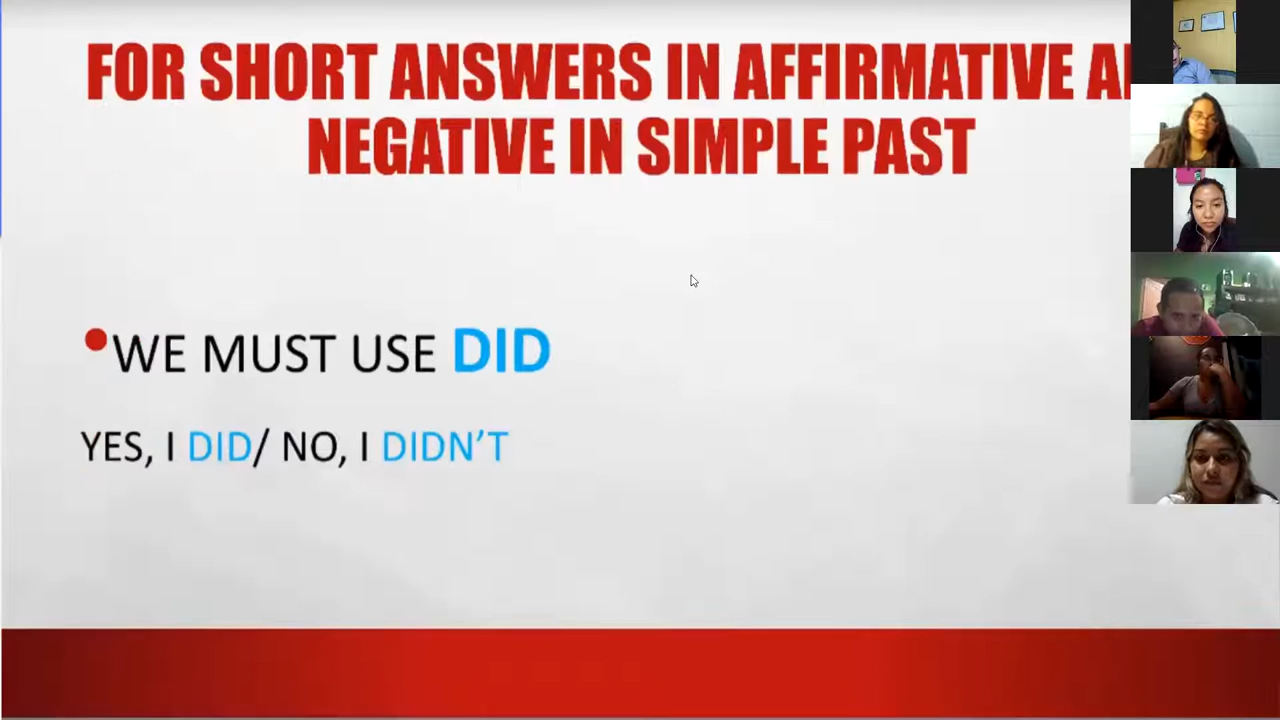 FOR SHORT ANSWERS IN AFFIRMATIVE
NEGATIVE IN SIMPLE PAST
•WE MUST USE DID
YES, I DID/ NO, I DIDN'T